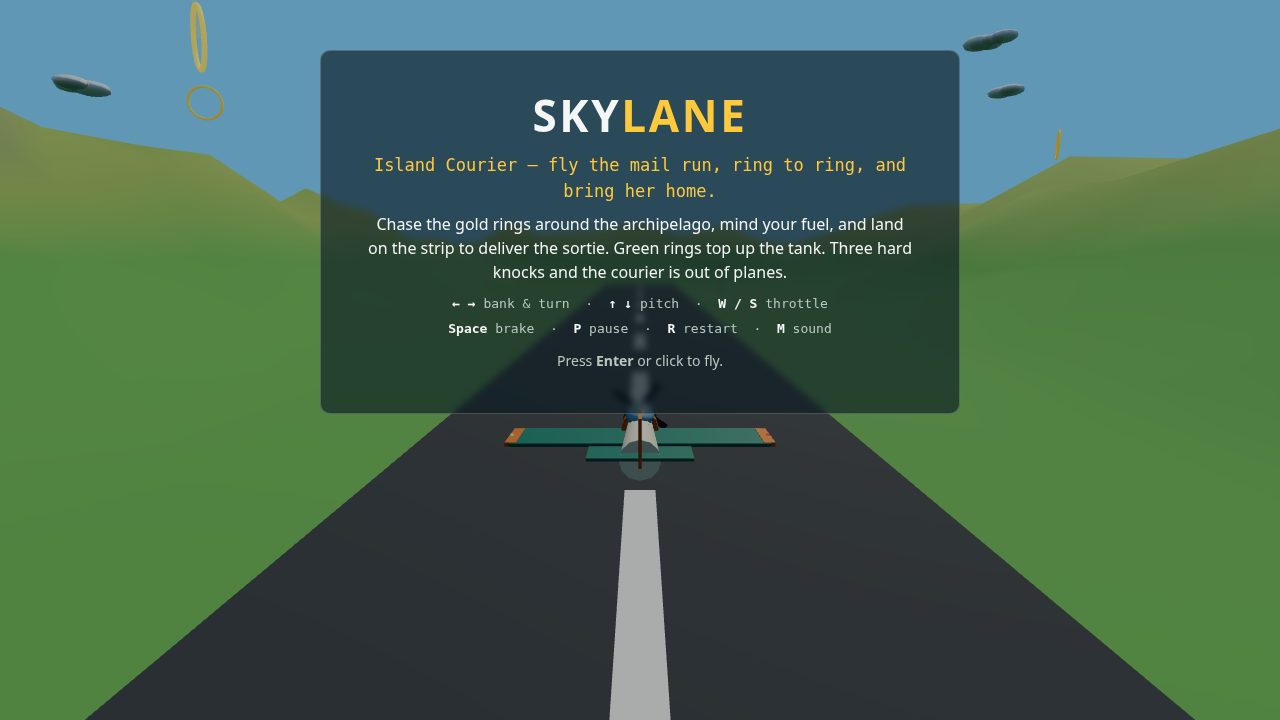 SKYLANE
Island Courier — fly the mail run, ring to ring, and
bring her home.
Chase the gold rings around the archipelago, mind your fuel, and land
on the strip to deliver the sortie. Green rings top up the tank. Three hard
knocks and the courier is out of planes.
← → bank & turn · ↑ ↓ pitch · W / S throttle
Space brake · P pause · R restart · M sound
Press Enter or click to fly.